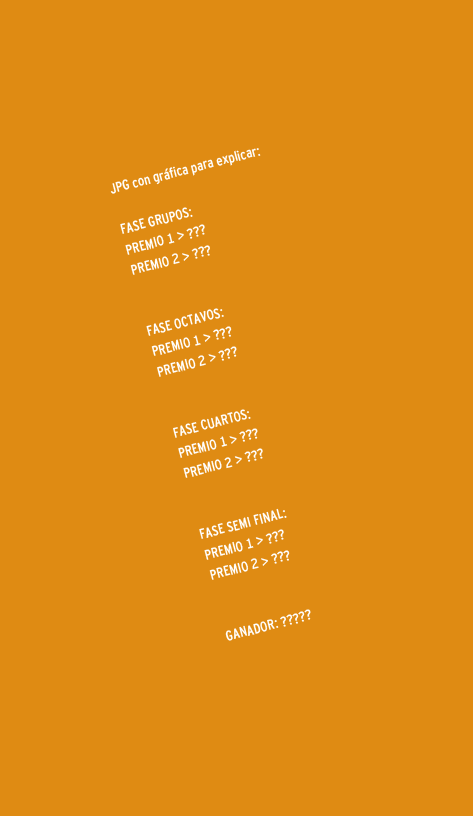 JPG con gráfica para explicar:
FASE GRUPOS:
PREMIO 1 > ???
PREMIO 2 > ???
FASE OCTAVOS:
PREMIO 1 > ???
PREMIO 2 > ???
FASE CUARTOS:
PREMIO 1 > ???
PREMIO 2 > ???
FASE SEMI FINAL:
PREMIO 1 > ???
PREMIO 2 > ???
GANADOR: ?????